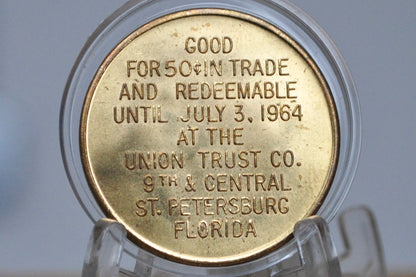 GOOD
FOR 50¢ IN TRADE
AND REDEEMABLE
UNTIL JULY 3, 1964
AT THE
UNION TRUST CO.
9TH & CENTRAL
ST. PETERSBURG
FLORIDA